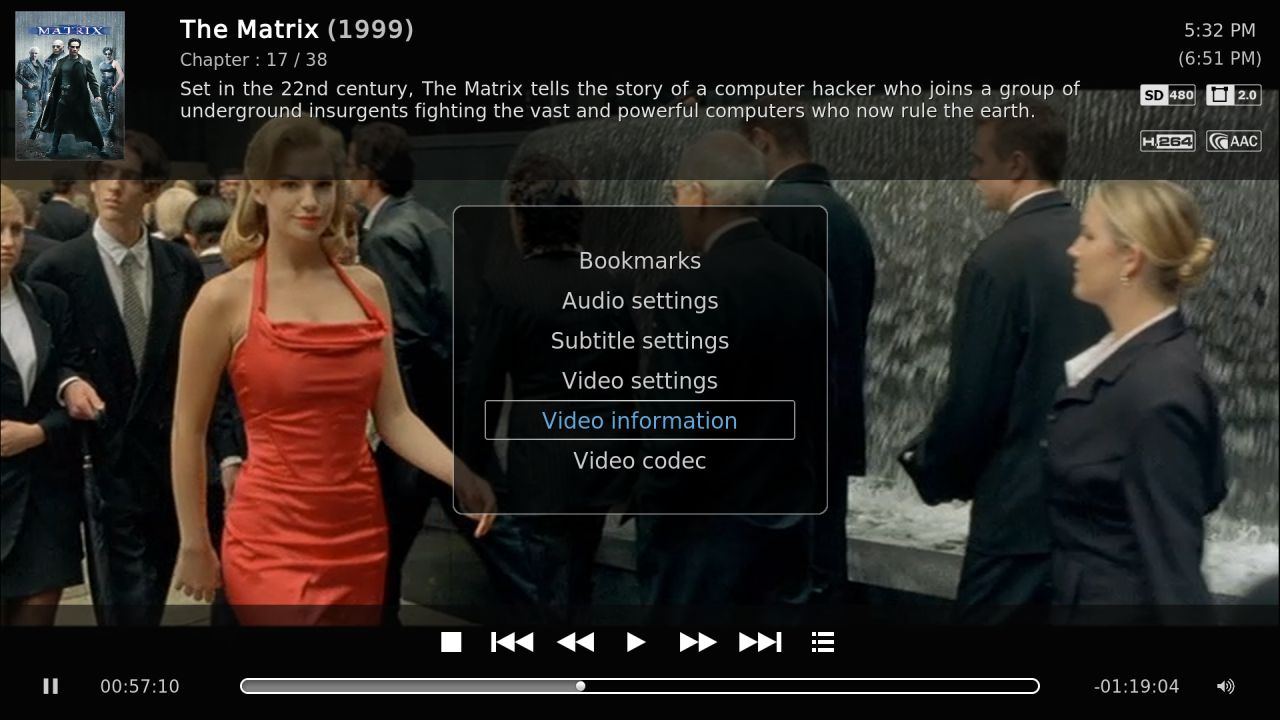 MATRIX
The Matrix (1999)
Chapter : 17 / 38
Set in the 22nd century, The Matrix tells the story of a computer hacker who joins a group of
underground insurgents fighting the vast and powerful computers who now rule the earth.
5:32 PM
(6:51 PM)
SD 480 2.0
H.264 AAC
Bookmarks
Audio settings
Subtitle settings
Video settings
Video information
Video codec
00:57:10
-01:19:04